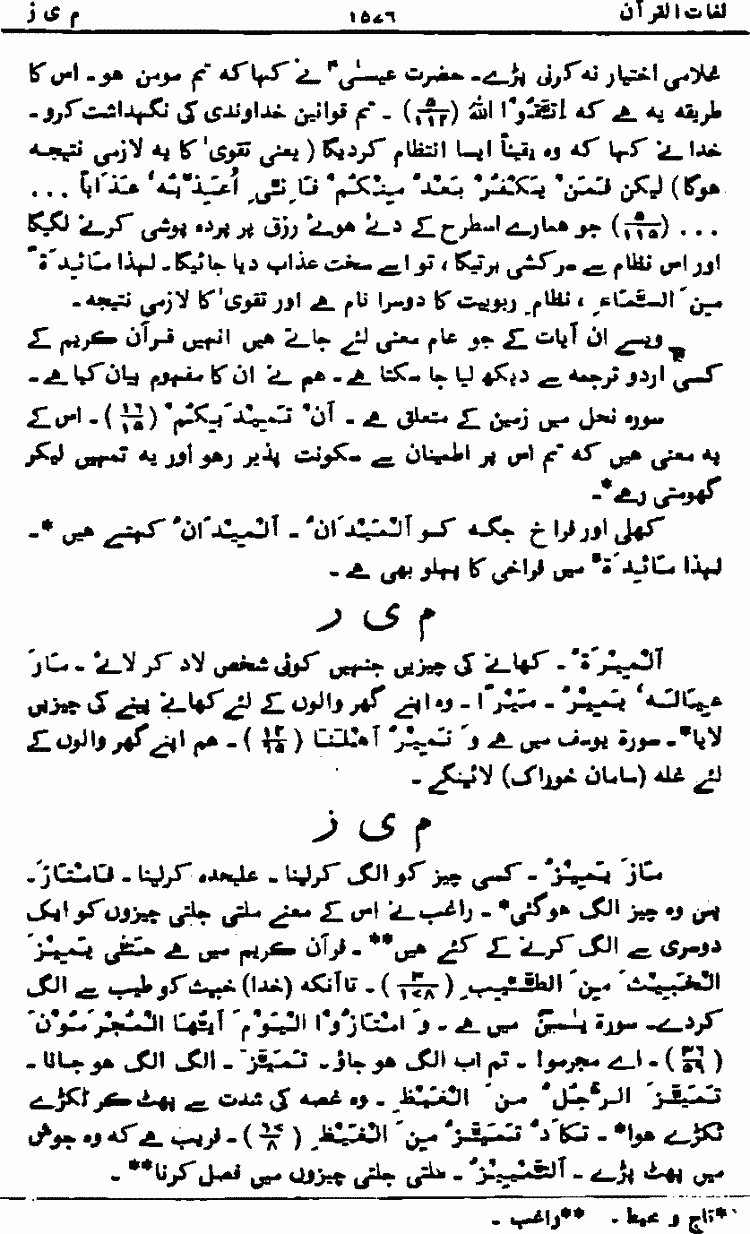 لغات القرآن ۱۵۷۶ م ی ز
غلامی اختیار نہ کرنی پڑے۔ حضرت عیسیٰؑ نے کہا کہ تم مومن ہو۔ اس کا
طریقہ یہ ہے کہ اِتَّقُوا اللہَ (۵/۱۱۲)۔ تم قوانین خداوندی کی نگہداشت کرو۔
خدا نے کہا کہ وہ یقیناً ایسا انتظام کردیگا (یعنی تقویٰ کا یہ لازمی نتیجہ
ہوگا) لیکن فَمَنْ یَکْفُرْ بَعْدُ مِنْکُمْ فَاِنِّیْ اُعَذِّبُہٗ عَذَاباً ...
... (۵/۱۱۵) جو ہمارے اسطرح کے دئے ہوئے رزق پر پردہ پوشی کرنے لگیگا
اور اس نظام سے سرکشی برتیگا، تو اسے سخت عذاب دیا جائیگا۔ لہذا مَائِدَۃً
مِنَ السَّمَاءِ، نظامِ ربوبیت کا دوسرا نام ہے اور تقویٰ کا لازمی نتیجہ۔
ویسے ان آیات کے جو عام معنی لئے جاتے ہیں انہیں قرآن کریم کے
کسی اردو ترجمہ سے دیکھ لیا جا سکتا ہے۔ ہم نے ان کا مفہوم بیان کیا ہے۔
سورہ نحل میں زمین کے متعلق ہے۔ اَنْ تَمِیْدَ بِکُمْ (۱۶/۱۵)۔ اس کے
یہ معنی ہیں کہ تم اس پر اطمینان سے سکونت پذیر رہو اور یہ تمہیں لیکر
گھومتی رہے*۔
کھلی اور فراخ جگہ کو اَلْمَیْدَانُ۔ اَلْمِیْدَانُ کہتے ہیں*۔
لہذا مَائِدَۃٌ میں فراخی کا پہلو بھی ہے۔
م ی ر
اَلْمِیْرَۃُ۔ کھانے کی چیزیں جنہیں کوئی شخص لاد کر لائے۔ مَارَ
عِیَالَہٗ یَمِیْرُ۔ مَیْرًا۔ وہ اپنے گھر والوں کے لئے کھانے پینے کی چیزیں
لایا*۔ سورۃ یوسف میں ہے وَ نَمِیْرُ اَھْلَنَا (۱۲/۶۵)۔ ہم اپنے گھر والوں کے
لئے غلہ (سامان خوراک) لائینگے۔
م ی ز
مَازَ یَمِیْزُ۔ کسی چیز کو الگ کرلینا۔ علیحدہ کرلینا۔ فَامْتَازَ۔
پس وہ چیز الگ ہوگئی*۔ راغب نے اس کے معنے ملتی جلتی چیزوں کو ایک
دوسری سے الگ کرنے کے کئے ہیں**۔ قرآن کریم میں ہے حَتّٰی یَمِیْزَ
الْخَبِیْثَ مِنَ الطَّیِّبِ (۳/۱۷۸)۔ تاآنکہ (خدا) خبیث کو طیب سے الگ
کردے۔ سورۃ یٰسٓ میں ہے۔ وَ امْتَازُوا الْیَوْمَ اَیُّھَا الْمُجْرِمُوْنَ
(۳۶/۵۹)۔ اے مجرمو!۔ تم اب الگ ہو جاؤ۔ تَمَیَّزَ۔ الگ الگ ہو جانا۔
تَمَیَّزَ الرَّجُلُ مِنَ الْغَیْظِ۔ وہ غصہ کی شدت سے پھٹ کر ٹکڑے
ٹکڑے ہوا*۔ تَکَادُ تَمَیَّزُ مِنَ الْغَیْظِ (۶۷/۸)۔ قریب ہے کہ وہ جوش
میں پھٹ پڑے۔ اَلتَّمْیِیْزُ۔ ملتی جلتی چیزوں میں فصل کرنا**۔
*تاج و محیط۔ **راغب۔